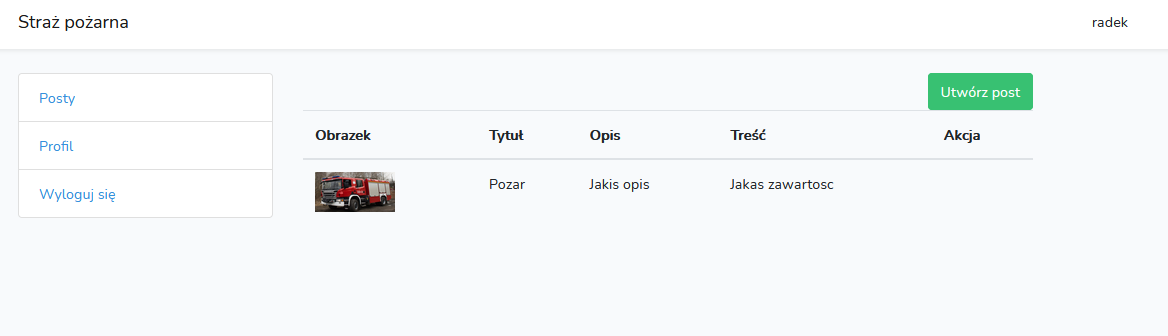 Straż pożarna radek
Posty
Profil
Wyloguj się
Utwórz post
Obrazek Tytuł Opis Treść Akcja
Pozar Jakis opis Jakas zawartosc